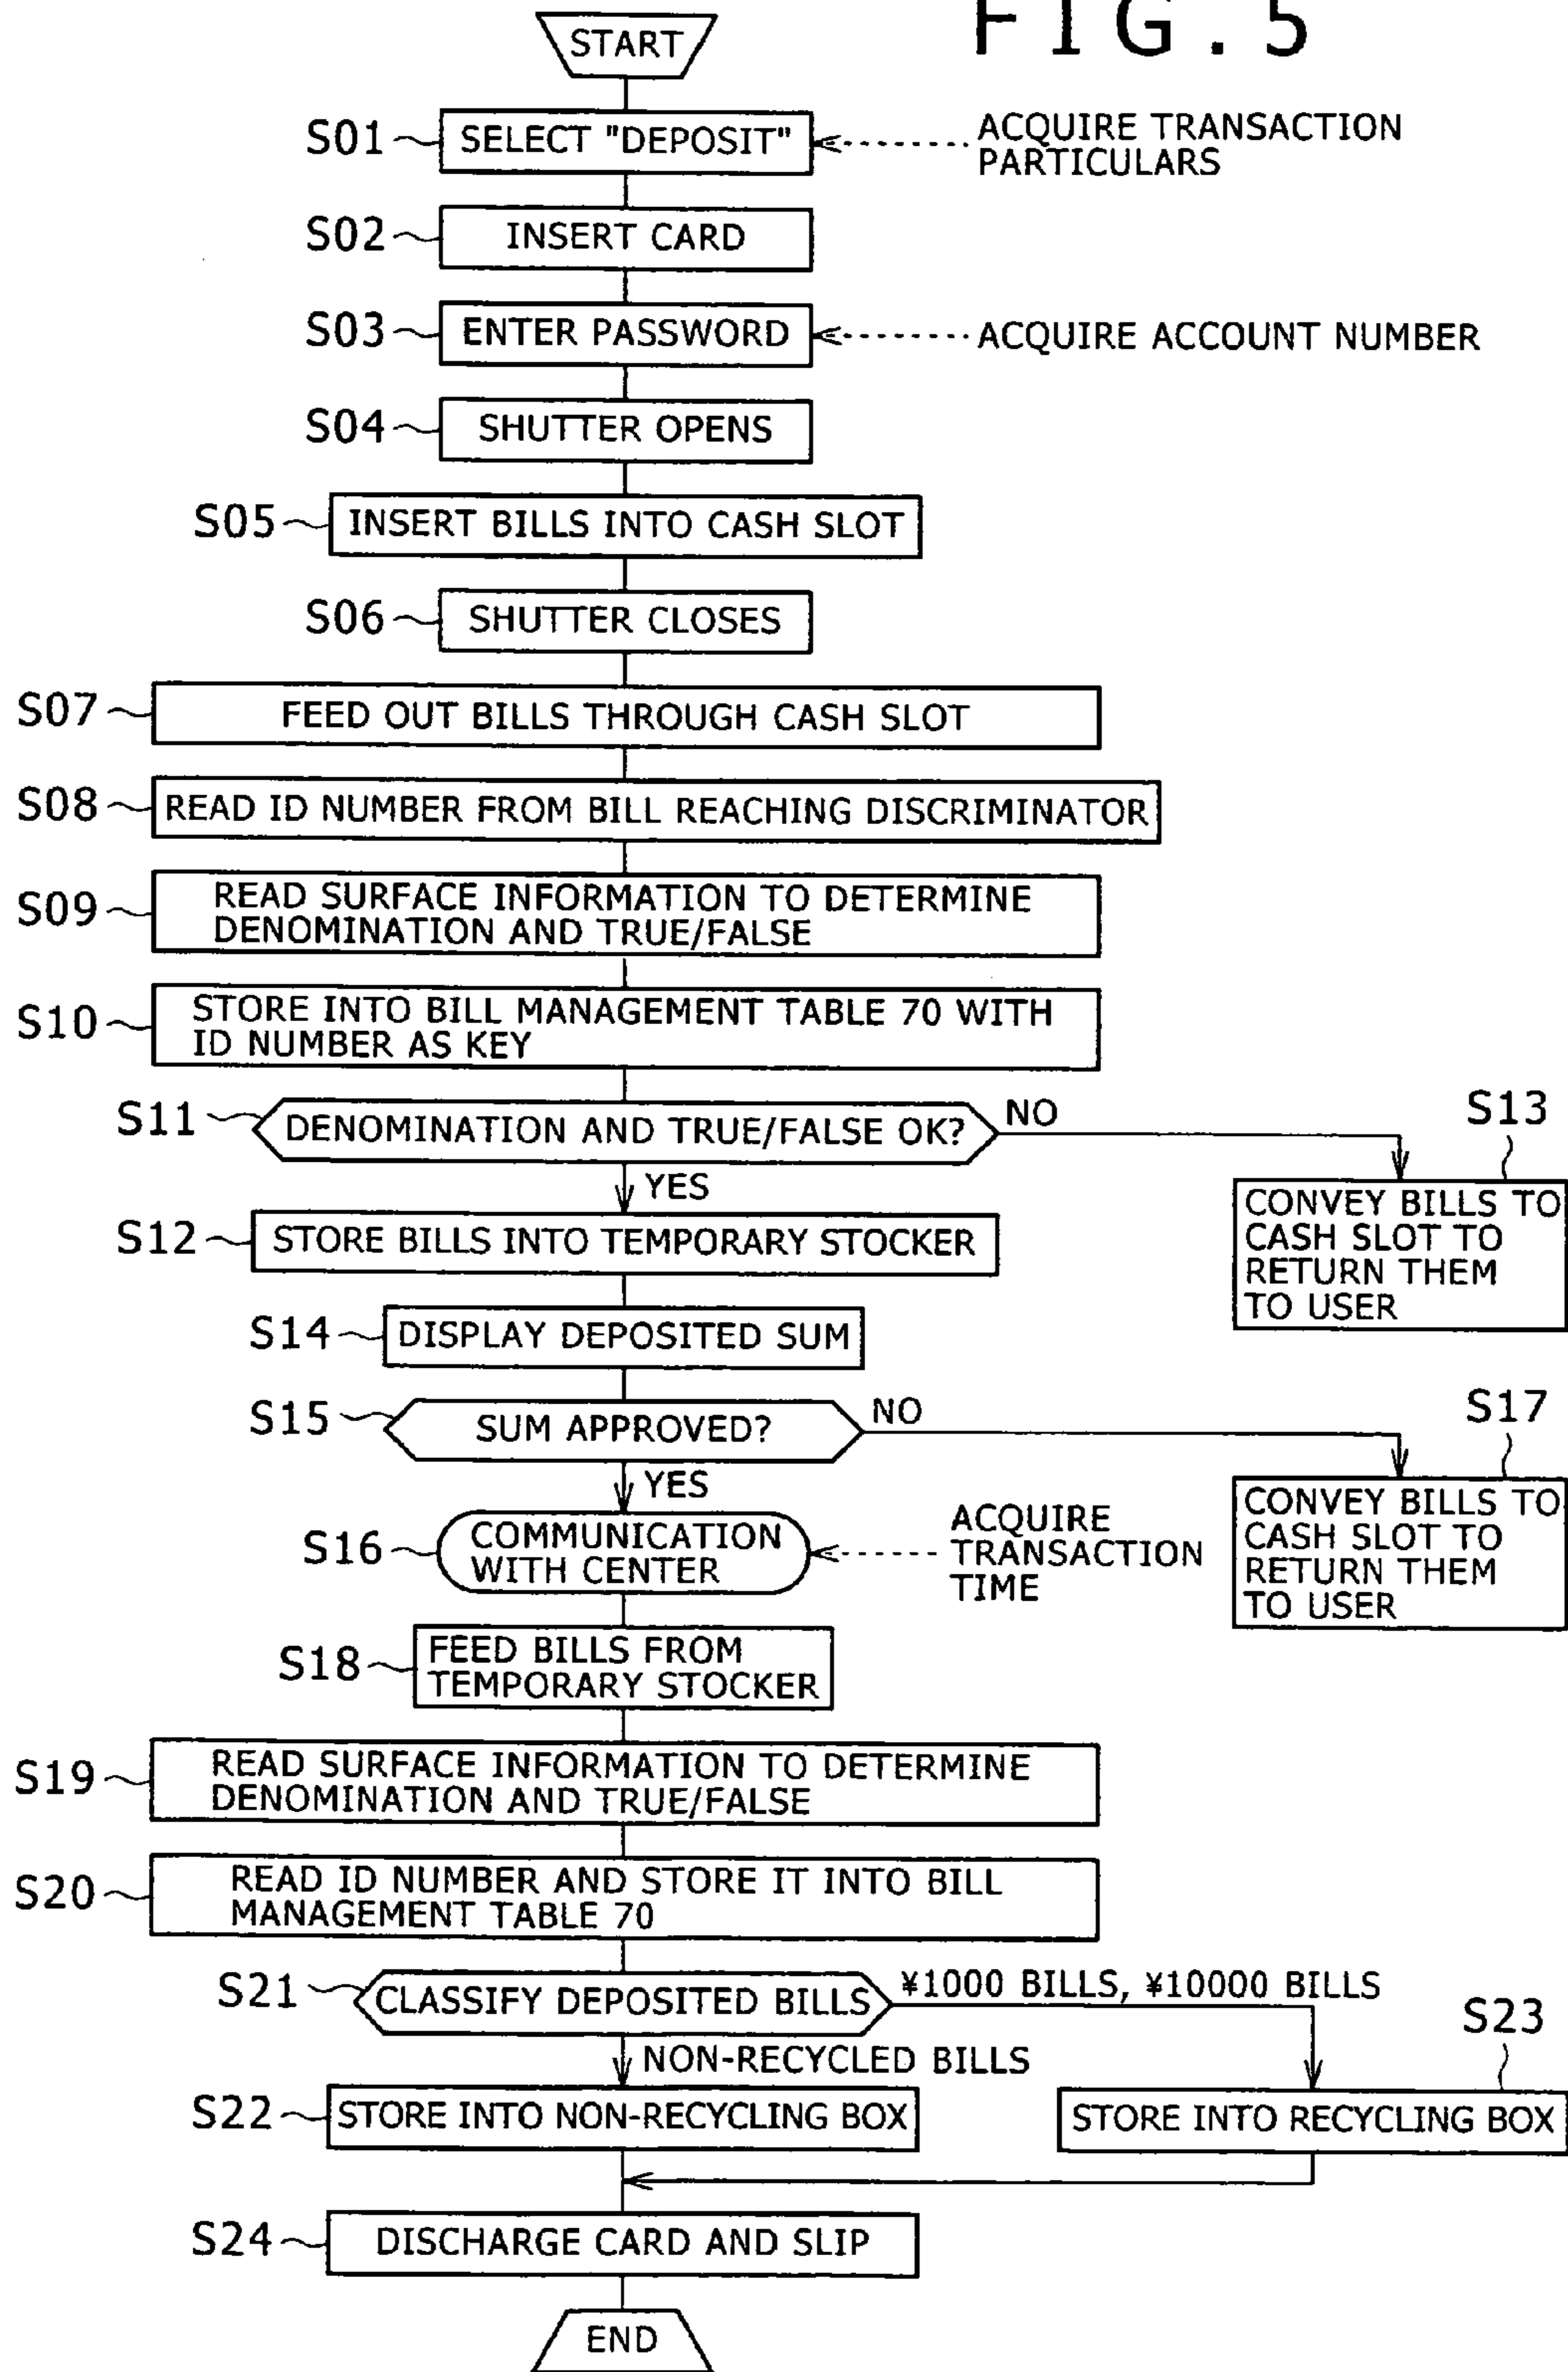 FIG.5
START
S01
SELECT "DEPOSIT"
ACQUIRE TRANSACTION
PARTICULARS
S02
INSERT CARD
S03
ENTER PASSWORD
ACQUIRE ACCOUNT NUMBER
S04
SHUTTER OPENS
S05
INSERT BILLS INTO CASH SLOT
S06
SHUTTER CLOSES
S07
FEED OUT BILLS THROUGH CASH SLOT
S08
READ ID NUMBER FROM BILL REACHING DISCRIMINATOR
S09
READ SURFACE INFORMATION TO DETERMINE
DENOMINATION AND TRUE/FALSE
S10
STORE INTO BILL MANAGEMENT TABLE 70 WITH
ID NUMBER AS KEY
S11
DENOMINATION AND TRUE/FALSE OK?
NO
S13
YES
CONVEY BILLS TO
CASH SLOT TO
RETURN THEM
TO USER
S12
STORE BILLS INTO TEMPORARY STOCKER
S14
DISPLAY DEPOSITED SUM
S15
SUM APPROVED?
NO
S17
YES
CONVEY BILLS TO
CASH SLOT TO
RETURN THEM
TO USER
S16
COMMUNICATION
WITH CENTER
ACQUIRE
TRANSACTION
TIME
S18
FEED BILLS FROM
TEMPORARY STOCKER
S19
READ SURFACE INFORMATION TO DETERMINE
DENOMINATION AND TRUE/FALSE
S20
READ ID NUMBER AND STORE IT INTO BILL
MANAGEMENT TABLE 70
S21
CLASSIFY DEPOSITED BILLS
¥1000 BILLS, ¥10000 BILLS
S23
NON-RECYCLED BILLS
S22
STORE INTO NON-RECYCLING BOX
STORE INTO RECYCLING BOX
S24
DISCHARGE CARD AND SLIP
END